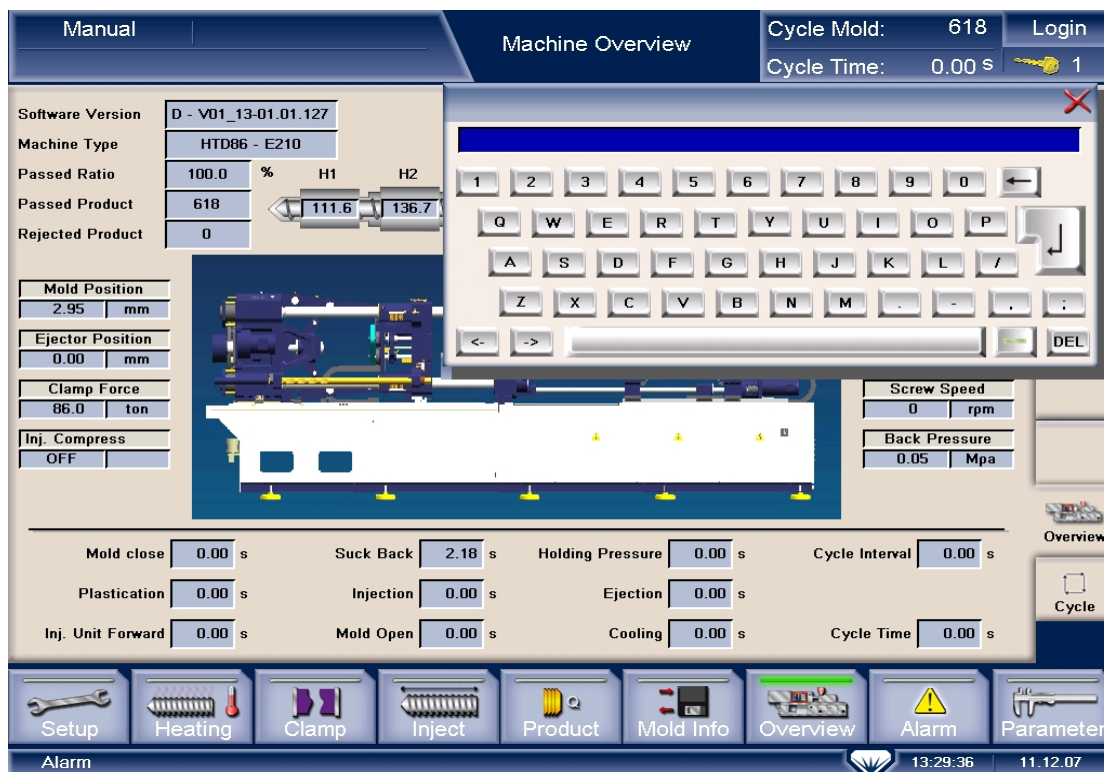 Manual
Machine Overview
Cycle Mold: 618
Login
Cycle Time: 0.00 s
1
Software Version D - V01_13-01.01.127
Machine Type HTD86 - E210
Passed Ratio 100.0 %
H1 H2
Passed Product 618
111.6 136.7
Rejected Product 0
1 2 3 4 5 6 7 8 9 0
Q W E R T Y U I O P
A S D F G H J K L /
Z X C V B N M . - , ;
<- -> DEL
Mold Position
2.95 mm
Ejector Position
0.00 mm
Clamp Force
86.0 ton
Inj. Compress
OFF
Screw Speed
0 rpm
Back Pressure
0.05 Mpa
Overview
Cycle
Mold close 0.00 s Suck Back 2.18 s Holding Pressure 0.00 s Cycle Interval 0.00 s
Plastication 0.00 s Injection 0.00 s Ejection 0.00 s
Inj. Unit Forward 0.00 s Mold Open 0.00 s Cooling 0.00 s Cycle Time 0.00 s
Setup Heating Clamp Inject Product Mold Info Overview Alarm Parameter
Alarm 13:29:36 11.12.07